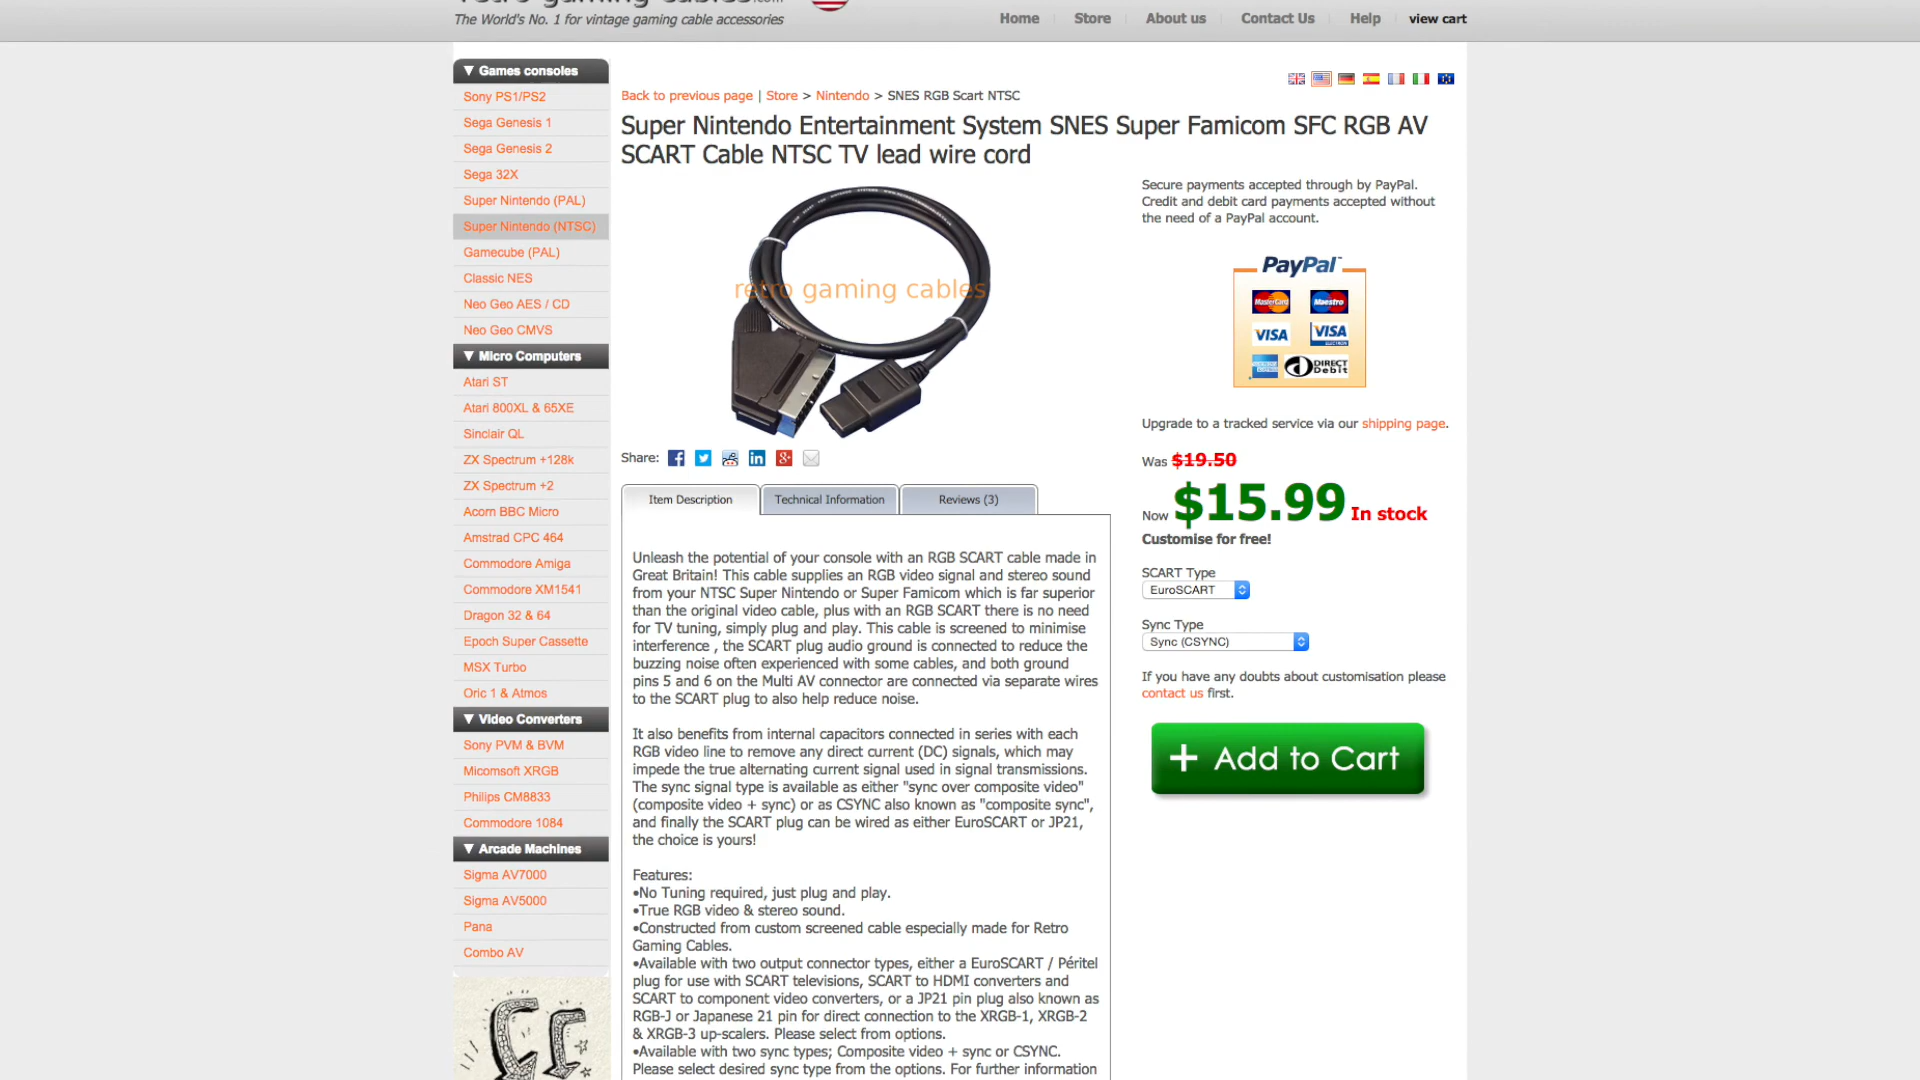 retro gaming cables.com
The World's No. 1 for vintage gaming cable accessories
Home
Store
About us
Contact Us
Help
view cart
▼ Games consoles
Sony PS1/PS2
Sega Genesis 1
Sega Genesis 2
Sega 32X
Super Nintendo (PAL)
Super Nintendo (NTSC)
Gamecube (PAL)
Classic NES
Neo Geo AES / CD
Neo Geo CMVS
▼ Micro Computers
Atari ST
Atari 800XL & 65XE
Sinclair QL
ZX Spectrum +128k
ZX Spectrum +2
Acorn BBC Micro
Amstrad CPC 464
Commodore Amiga
Commodore XM1541
Dragon 32 & 64
Epoch Super Cassette
MSX Turbo
Oric 1 & Atmos
▼ Video Converters
Sony PVM & BVM
Micomsoft XRGB
Philips CM8833
Commodore 1084
▼ Arcade Machines
Sigma AV7000
Sigma AV5000
Pana
Combo AV
Back to previous page | Store > Nintendo > SNES RGB Scart NTSC
Super Nintendo Entertainment System SNES Super Famicom SFC RGB AV
SCART Cable NTSC TV lead wire cord
retro gaming cables
Share:
Item Description
Technical Information
Reviews (3)
Unleash the potential of your console with an RGB SCART cable made in
Great Britain! This cable supplies an RGB video signal and stereo sound
from your NTSC Super Nintendo or Super Famicom which is far superior
than the original video cable, plus with an RGB SCART there is no need
for TV tuning, simply plug and play. This cable is screened to minimise
interference , the SCART plug audio ground is connected to reduce the
buzzing noise often experienced with some cables, and both ground
pins 5 and 6 on the Multi AV connector are connected via separate wires
to the SCART plug to also help reduce noise.
It also benefits from internal capacitors connected in series with each
RGB video line to remove any direct current (DC) signals, which may
impede the true alternating current signal used in signal transmissions.
The sync signal type is available as either "sync over composite video"
(composite video + sync) or as CSYNC also known as "composite sync",
and finally the SCART plug can be wired as either EuroSCART or JP21,
the choice is yours!
Features:
•No Tuning required, just plug and play.
•True RGB video & stereo sound.
•Constructed from custom screened cable especially made for Retro
Gaming Cables.
•Available with two output connector types, either a EuroSCART / Péritel
plug for use with SCART televisions, SCART to HDMI converters and
SCART to component video converters, or a JP21 pin plug also known as
RGB-J or Japanese 21 pin for direct connection to the XRGB-1, XRGB-2
& XRGB-3 up-scalers. Please select from options.
•Available with two sync types; Composite video + sync or CSYNC.
Please select desired sync type from the options. For further information
Secure payments accepted through by PayPal.
Credit and debit card payments accepted without
the need of a PayPal account.
PayPal
MasterCard
Maestro
VISA
VISA
ELECTRON
DIRECT
Debit
Upgrade to a tracked service via our shipping page.
Was $19.50
Now $15.99 In stock
Customise for free!
SCART Type
EuroSCART
Sync Type
Sync (CSYNC)
If you have any doubts about customisation please
contact us first.
+ Add to Cart